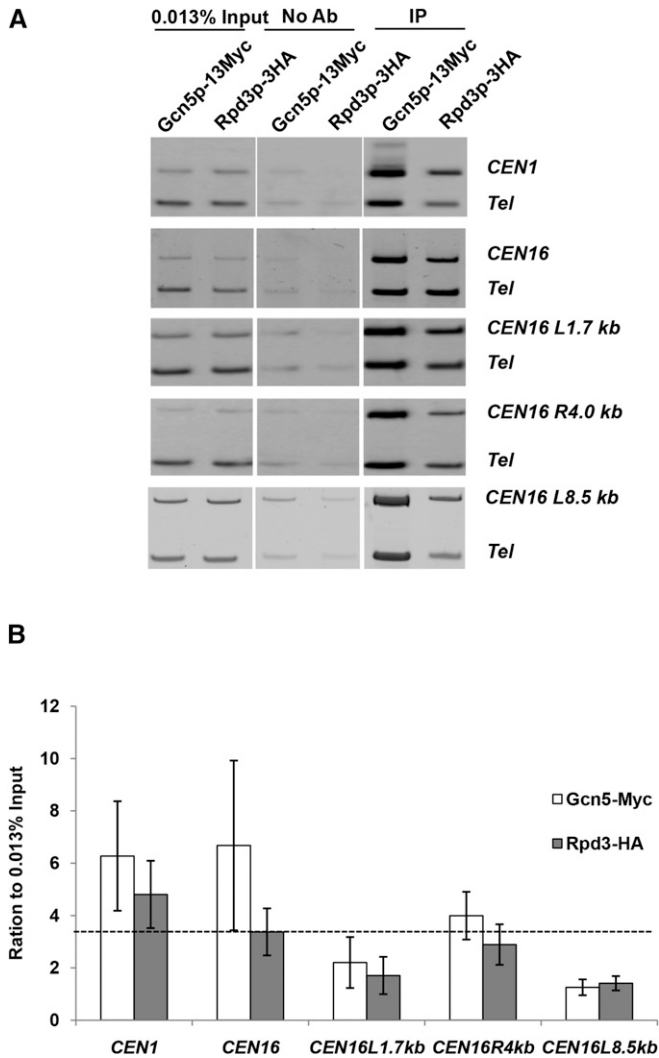 A
0.013% Input No Ab IP
Gcn5p-13Myc Rpd3p-3HA Gcn5p-13Myc Rpd3p-3HA Gcn5p-13Myc Rpd3p-3HA
CEN1
Tel
CEN16
Tel
CEN16 L1.7 kb
Tel
CEN16 R4.0 kb
Tel
CEN16 L8.5 kb
Tel
B
Ration to 0.013% Input
12
10
8
6
4
2
0
Gcn5-Myc
Rpd3-HA
CEN1 CEN16 CEN16L1.7kb CEN16R4kb CEN16L8.5kb